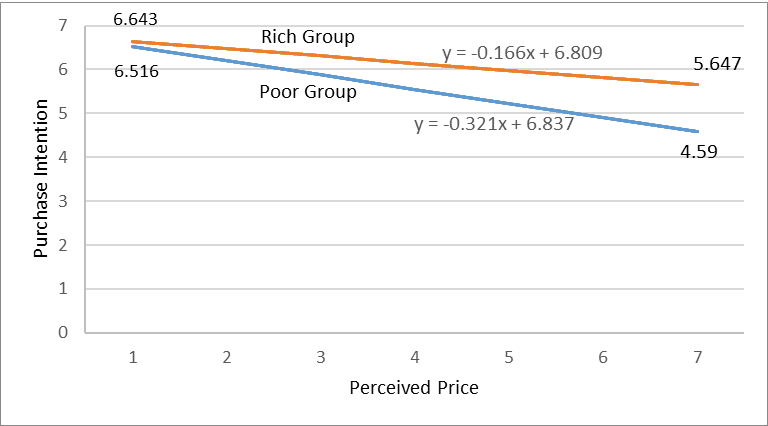 7
6.643
Rich Group
y = -0.166x + 6.809
5.647
6
6.516
Poor Group
5
y = -0.321x + 6.837
4.59
4
3
2
1
0
Purchase Intention
1 2 3 4 5 6 7
Perceived Price